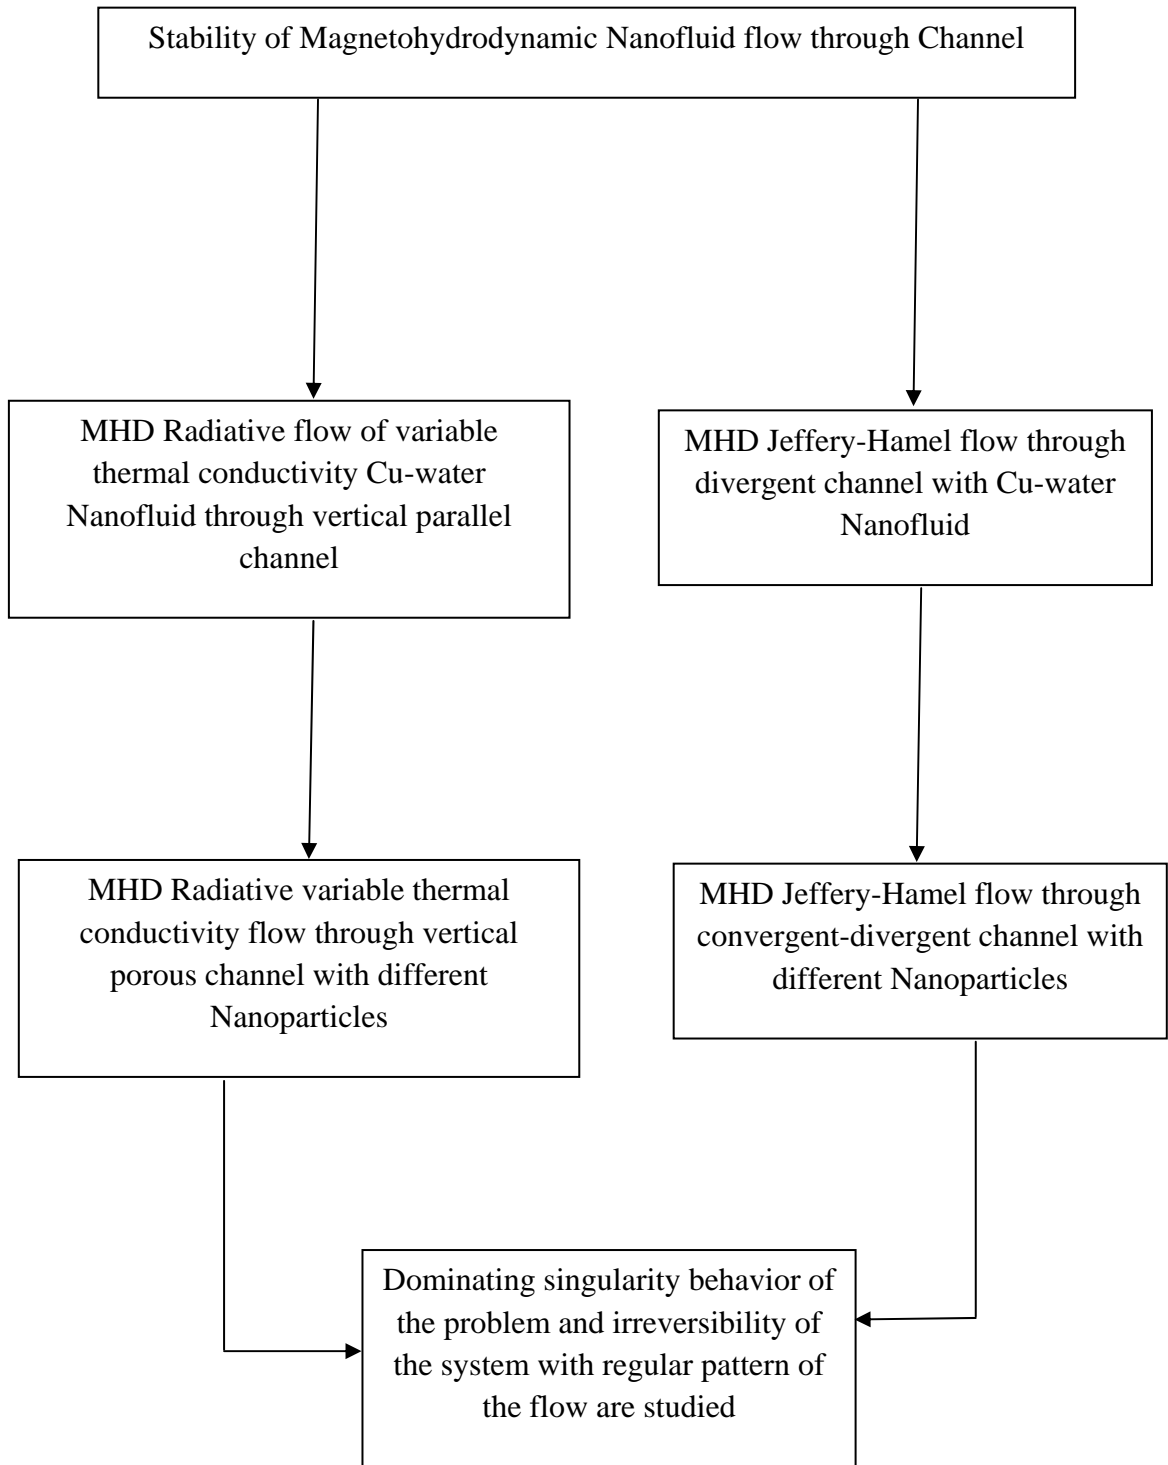 Stability of Magnetohydrodynamic Nanofluid flow through Channel
MHD Radiative flow of variable
thermal conductivity Cu-water
Nanofluid through vertical parallel
channel
MHD Jeffery-Hamel flow through
divergent channel with Cu-water
Nanofluid
MHD Radiative variable thermal
conductivity flow through vertical
porous channel with different
Nanoparticles
MHD Jeffery-Hamel flow through
convergent-divergent channel with
different Nanoparticles
Dominating singularity behavior of
the problem and irreversibility of
the system with regular pattern of
the flow are studied